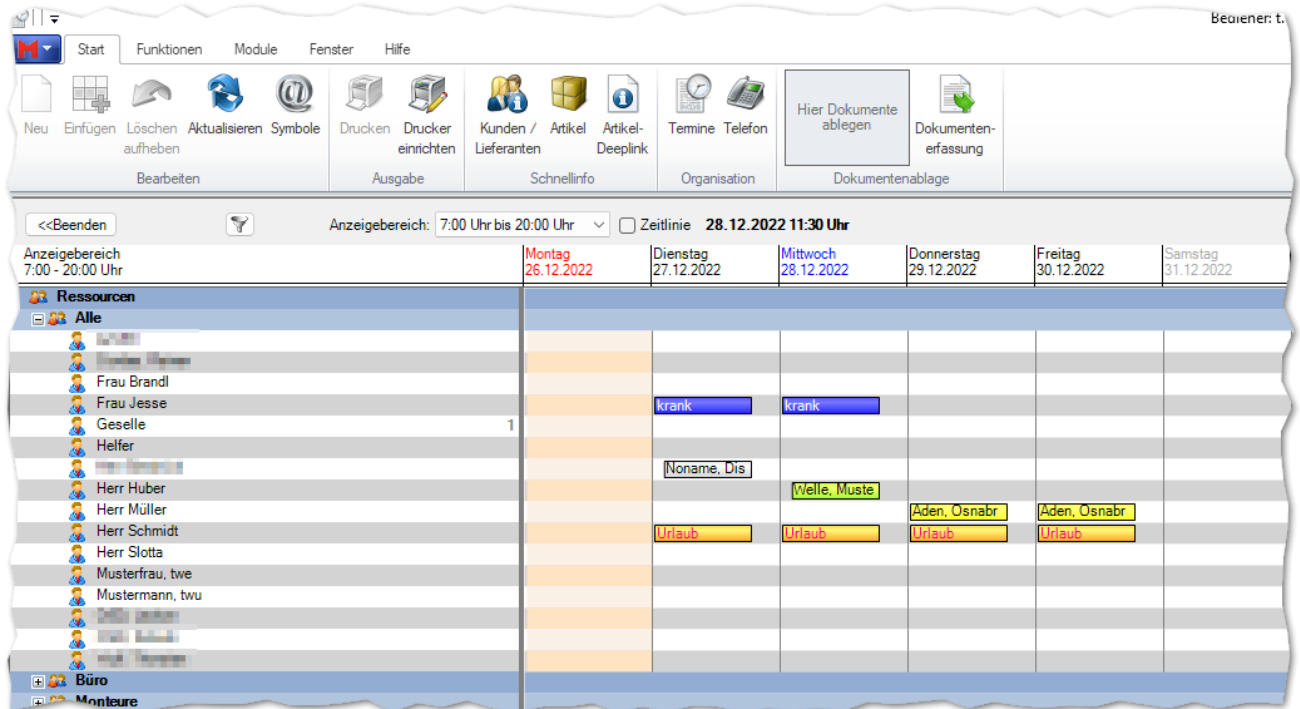 Bediener: t.
M Start Funktionen Module Fenster Hilfe
Neu Einfügen Löschen aufheben Aktualisieren Symbole Drucken Drucker einrichten Kunden / Lieferanten Artikel Artikel-Deeplink Termine Telefon Hier Dokumente ablegen Dokumenten-erfassung
Bearbeiten Ausgabe Schnellinfo Organisation Dokumentenablage
<<Beenden Anzeigebereich: 7:00 Uhr bis 20:00 Uhr Zeitlinie 28.12.2022 11:30 Uhr
Anzeigebereich Montag Dienstag Mittwoch Donnerstag Freitag Samstag
7:00 - 20:00 Uhr 26.12.2022 27.12.2022 28.12.2022 29.12.2022 30.12.2022 31.12.2022
Ressourcen
Alle
Frau Brandl
Frau Jesse krank krank
Geselle 1
Helfer
Noname, Dis
Herr Huber Welle, Muste
Herr Müller Aden, Osnabr Aden, Osnabr
Herr Schmidt Urlaub Urlaub Urlaub Urlaub
Herr Slotta
Musterfrau, twe
Mustermann, twu
Büro
Monteure